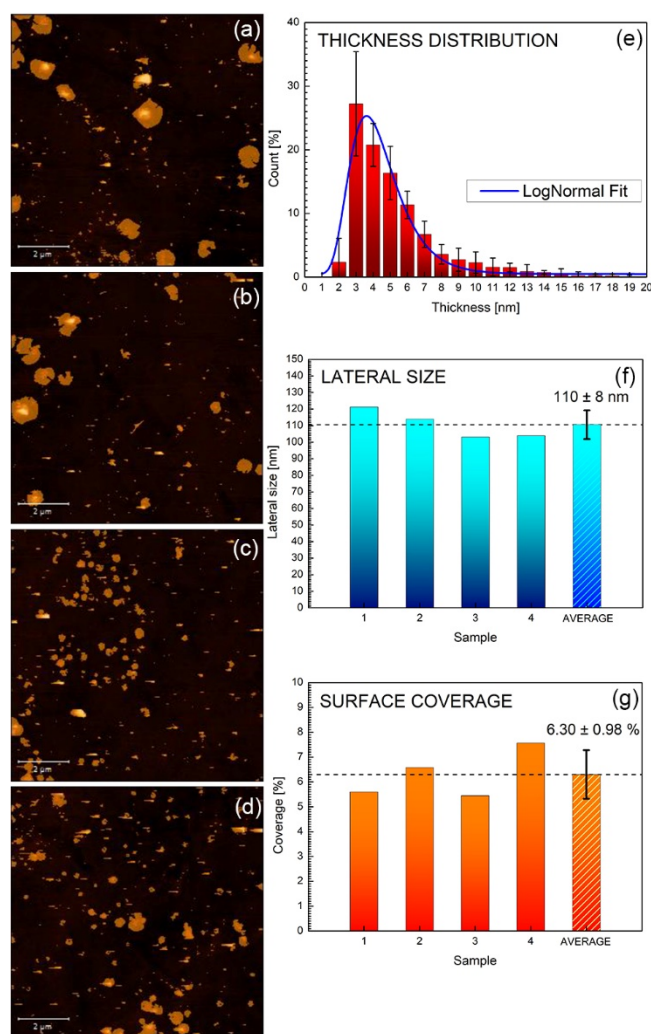 (a)
2 µm
(b)
2 µm
(c)
2 µm
(d)
2 µm
THICKNESS DISTRIBUTION
(e)
40
30
20
10
0
Count [%]
LogNormal Fit
0 1 2 3 4 5 6 7 8 9 10 11 12 13 14 15 16 17 18 19 20
Thickness [nm]
LATERAL SIZE
(f)
110 ± 8 nm
150
140
130
120
110
100
90
80
70
60
50
40
30
20
10
0
Lateral size [nm]
1 2 3 4 AVERAGE
Sample
SURFACE COVERAGE
(g)
6.30 ± 0.98 %
10
9
8
7
6
5
4
3
2
1
0
Coverage [%]
1 2 3 4 AVERAGE
Sample